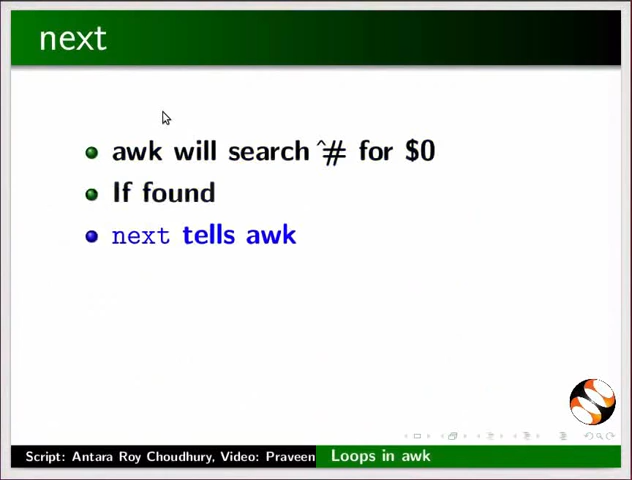 next
awk will search ^# for $0
If found
next tells awk
Script: Antara Roy Choudhury, Video: Praveen
Loops in awk